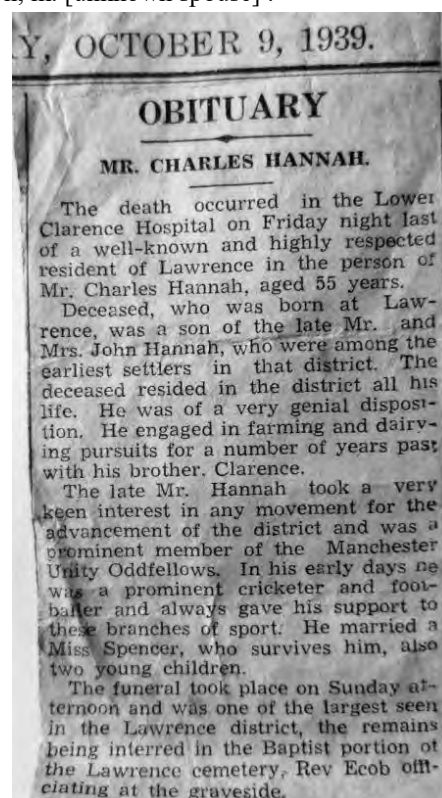 Y, OCTOBER 9, 1939.
OBITUARY
MR. CHARLES HANNAH.
The death occurred in the Lower
Clarence Hospital on Friday night last
of a well-known and highly respected
resident of Lawrence in the person of
Mr. Charles Hannah, aged 55 years.
Deceased, who was born at Law-
rence, was a son of the late Mr. and
Mrs. John Hannah, who were among the
earliest settlers in that district. The
deceased resided in the district all his
life. He was of a very genial disposi-
tion. He engaged in farming and dairy-
ing pursuits for a number of years past
with his brother. Clarence.
The late Mr. Hannah took a very
keen interest in any movement for the
advancement of the district and was a
prominent member of the Manchester
Unity Oddfellows. In his early days he
was a prominent cricketer and foot-
baller and always gave his support to
these branches of sport. He married a
Miss Spencer, who survives him, also
two young children.
The funeral took place on Sunday af-
ternoon and was one of the largest seen
in the Lawrence district, the remains
being interred in the Baptist portion of
the Lawrence cemetery, Rev Ecob offi-
ciating at the graveside.